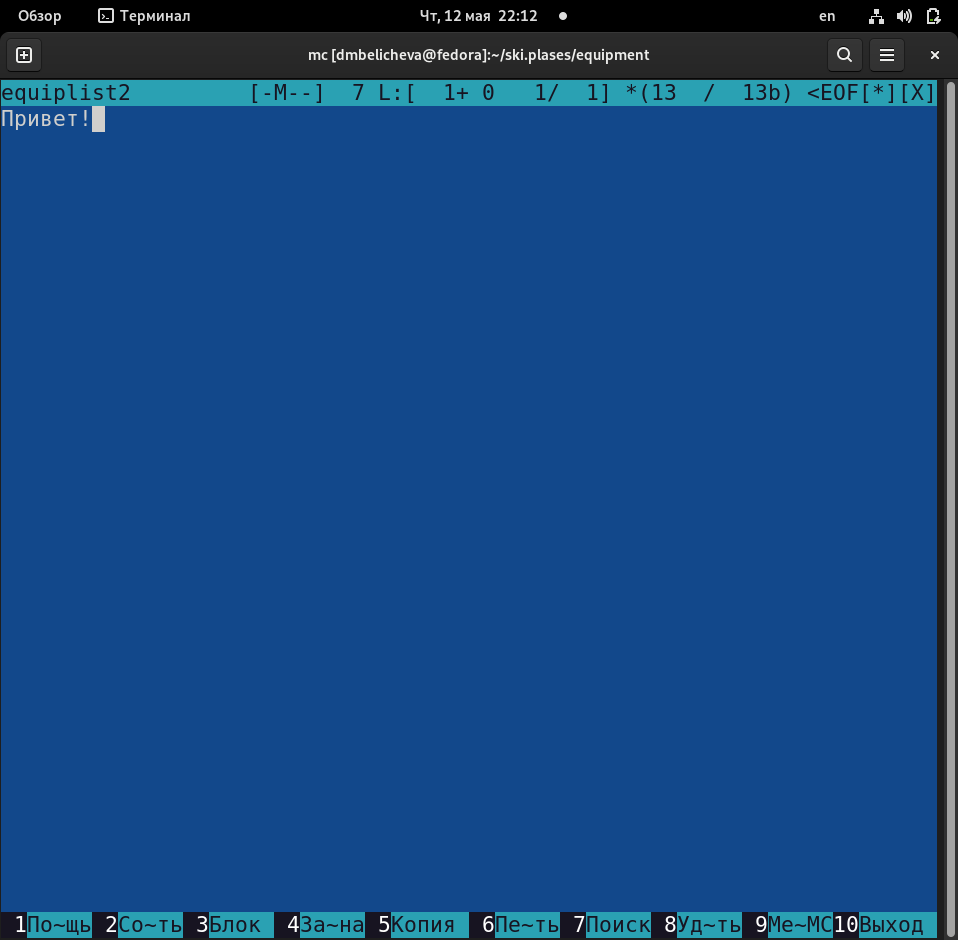 Обзор Терминал Чт, 12 мая 22:12 en
mc [dmbelicheva@fedora]:~/ski.plases/equipment
equiplist2 [-M--] 7 L:[ 1+ 0 1/ 1] *(13 / 13b) <EOF[*][X]
Привет!
1По~щь 2Со~ть 3Блок 4За~на 5Копия 6Пе~ть 7Поиск 8Уд~ть 9Ме~MC10Выход